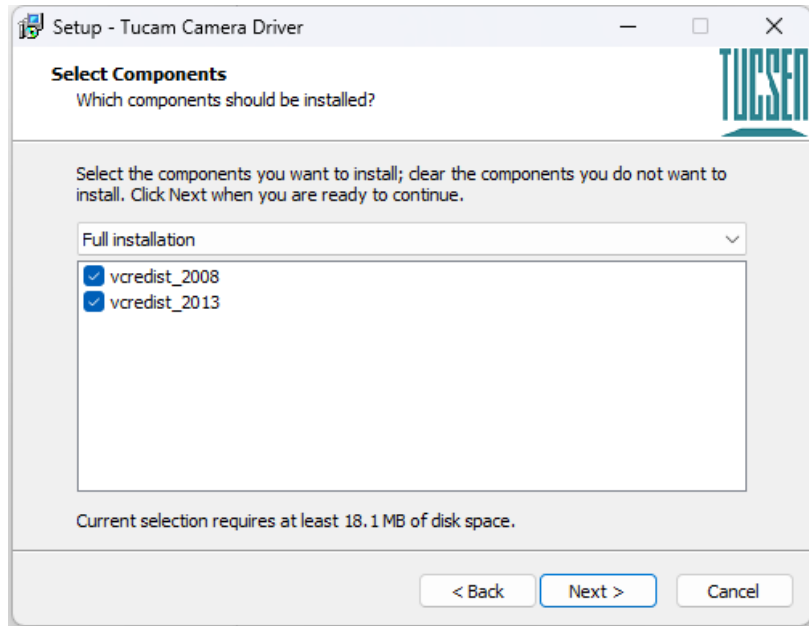 Setup - Tucam Camera Driver
Select Components
Which components should be installed?
TUCSEN
Select the components you want to install; clear the components you do not want to
install. Click Next when you are ready to continue.
Full installation
vcredist_2008
vcredist_2013
Current selection requires at least 18.1 MB of disk space.
< Back
Next >
Cancel